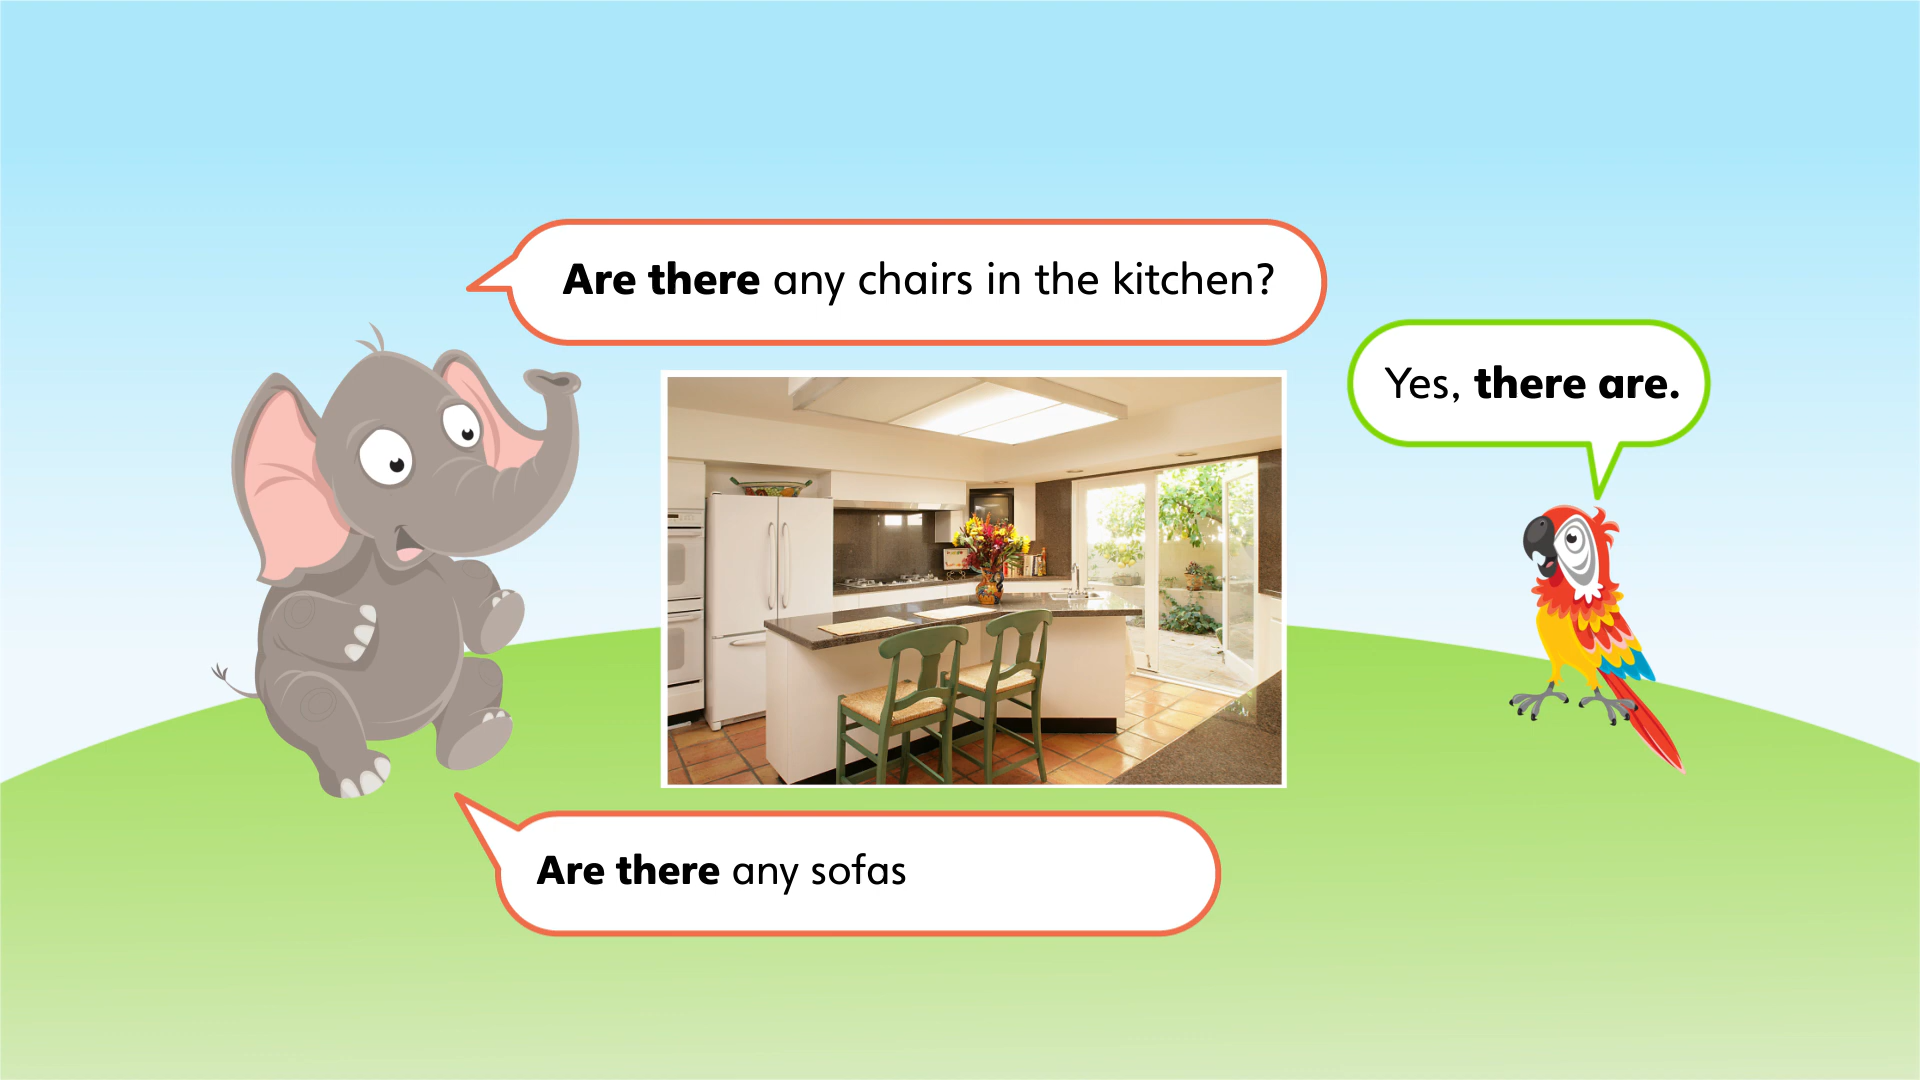 Are there any chairs in the kitchen?
Yes, there are.
Are there any sofas